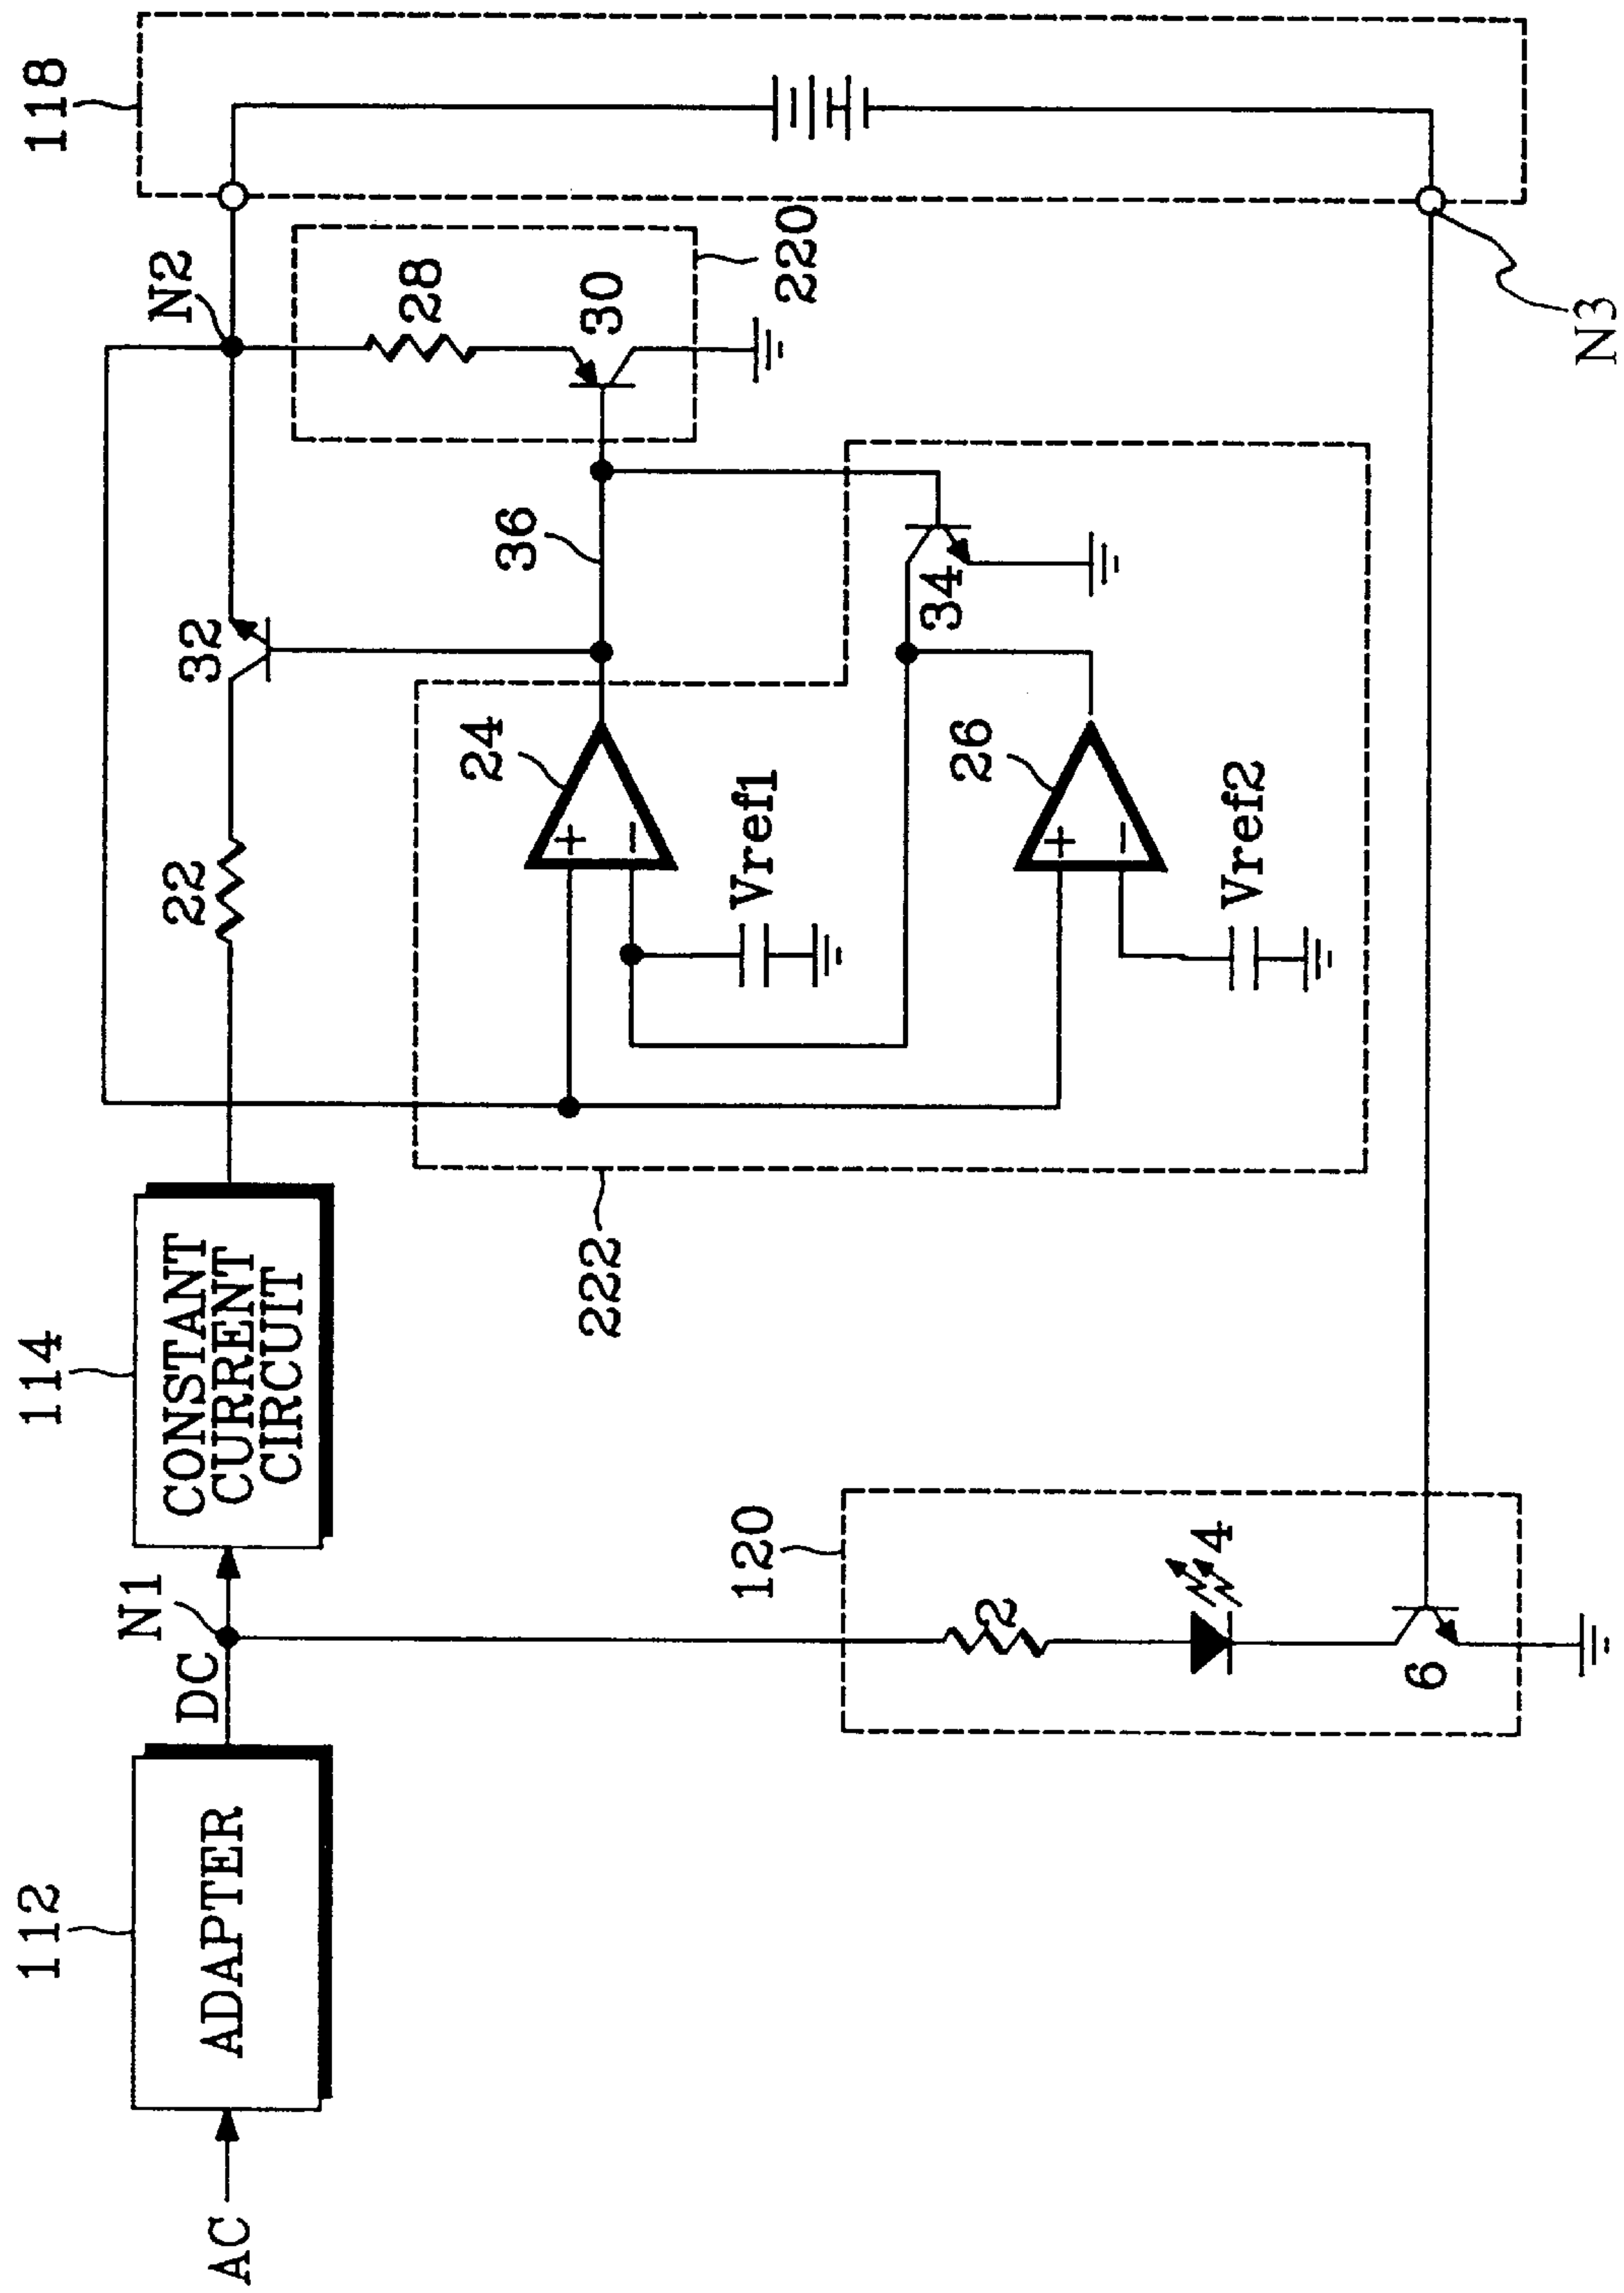 112
114
118
N1
N2
AC
ADAPTER
DC
CONSTANT
CURRENT
CIRCUIT
22
32
28
30
220
36
24
Vref1
34
26
Vref2
222
120
2
4
6
N3